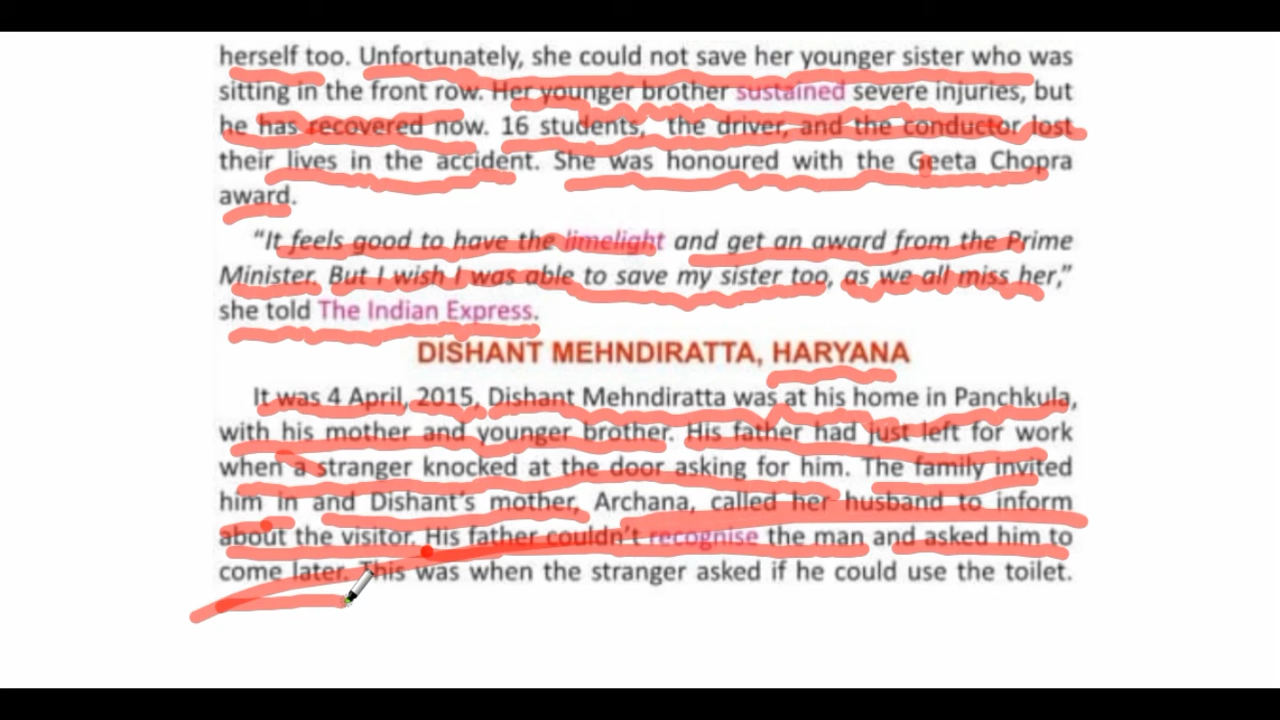 herself too. Unfortunately, she could not save her younger sister who was
sitting in the front row. Her younger brother sustained severe injuries, but
he has recovered now. 16 students, the driver, and the conductor lost
their lives in the accident. She was honoured with the Geeta Chopra
award.
“It feels good to have the limelight and get an award from the Prime
Minister. But I wish I was able to save my sister too, as we all miss her,”
she told The Indian Express.
DISHANT MEHNDIRATTA, HARYANA
It was 4 April, 2015, Dishant Mehndiratta was at his home in Panchkula,
with his mother and younger brother. His father had just left for work
when a stranger knocked at the door asking for him. The family invited
him in and Dishant’s mother, Archana, called her husband to inform
about the visitor. His father couldn’t recognise the man and asked him to
come later. This was when the stranger asked if he could use the toilet.